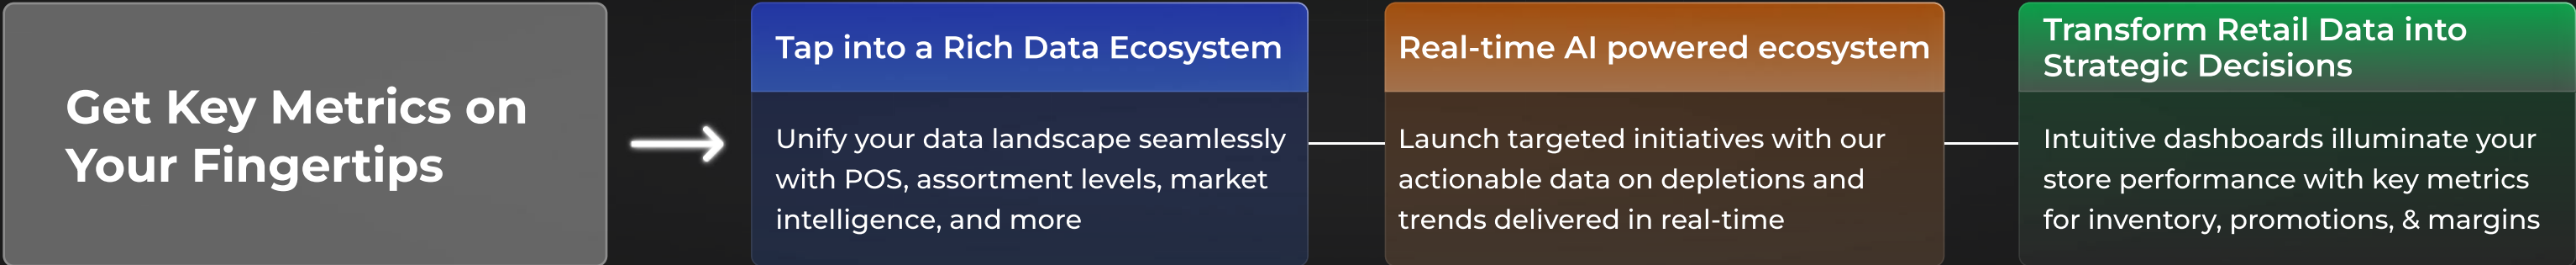 Get Key Metrics on
Your Fingertips
Tap into a Rich Data Ecosystem
Unify your data landscape seamlessly
with POS, assortment levels, market
intelligence, and more
Real-time AI powered ecosystem
Launch targeted initiatives with our
actionable data on depletions and
trends delivered in real-time
Transform Retail Data into
Strategic Decisions
Intuitive dashboards illuminate your
store performance with key metrics
for inventory, promotions, & margins